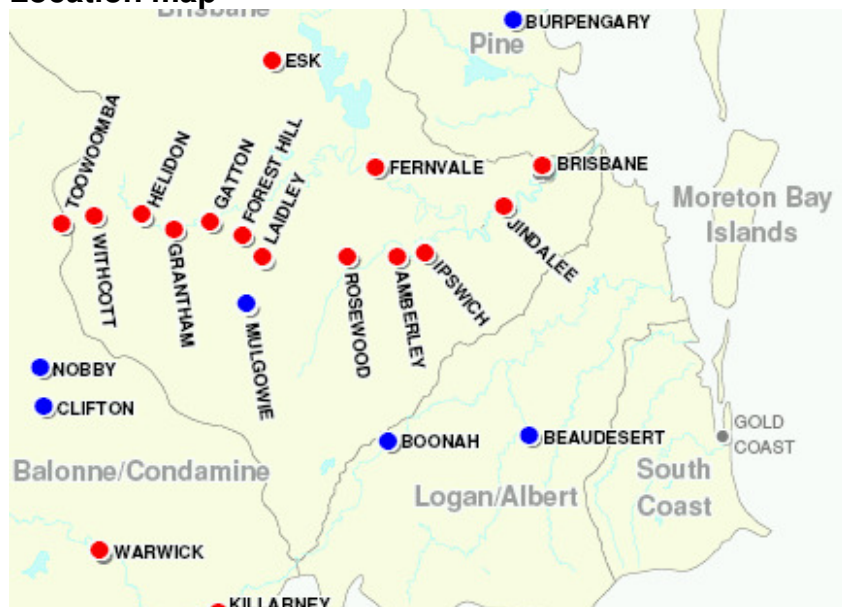 Location map
Brisbane
BURPENGARY
Pine
ESK
TOOWOOMBA
HELIDON
GATTON
FOREST HILL
LAIDLEY
FERNVALE
BRISBANE
Moreton Bay
Islands
WITHCOTT
GRANTHAM
JINDALEE
ROSEWOOD
AMBERLEY
IPSWICH
MULGOWIE
NOBBY
CLIFTON
BOONAH
BEAUDESERT
GOLD
COAST
Balonne/Condamine
Logan/Albert
South
Coast
WARWICK
KILLARNEY